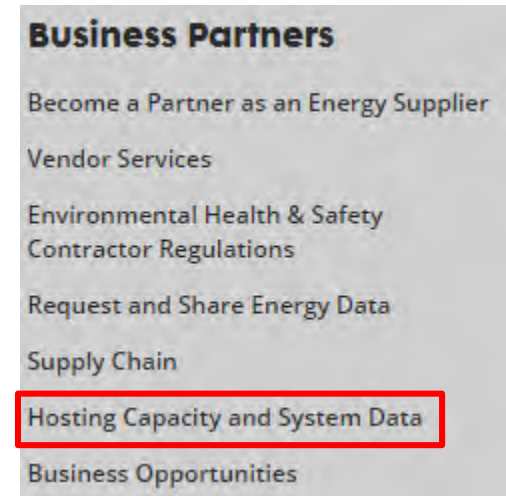 Business Partners
Become a Partner as an Energy Supplier
Vendor Services
Environmental Health & Safety
Contractor Regulations
Request and Share Energy Data
Supply Chain
Hosting Capacity and System Data
Business Opportunities